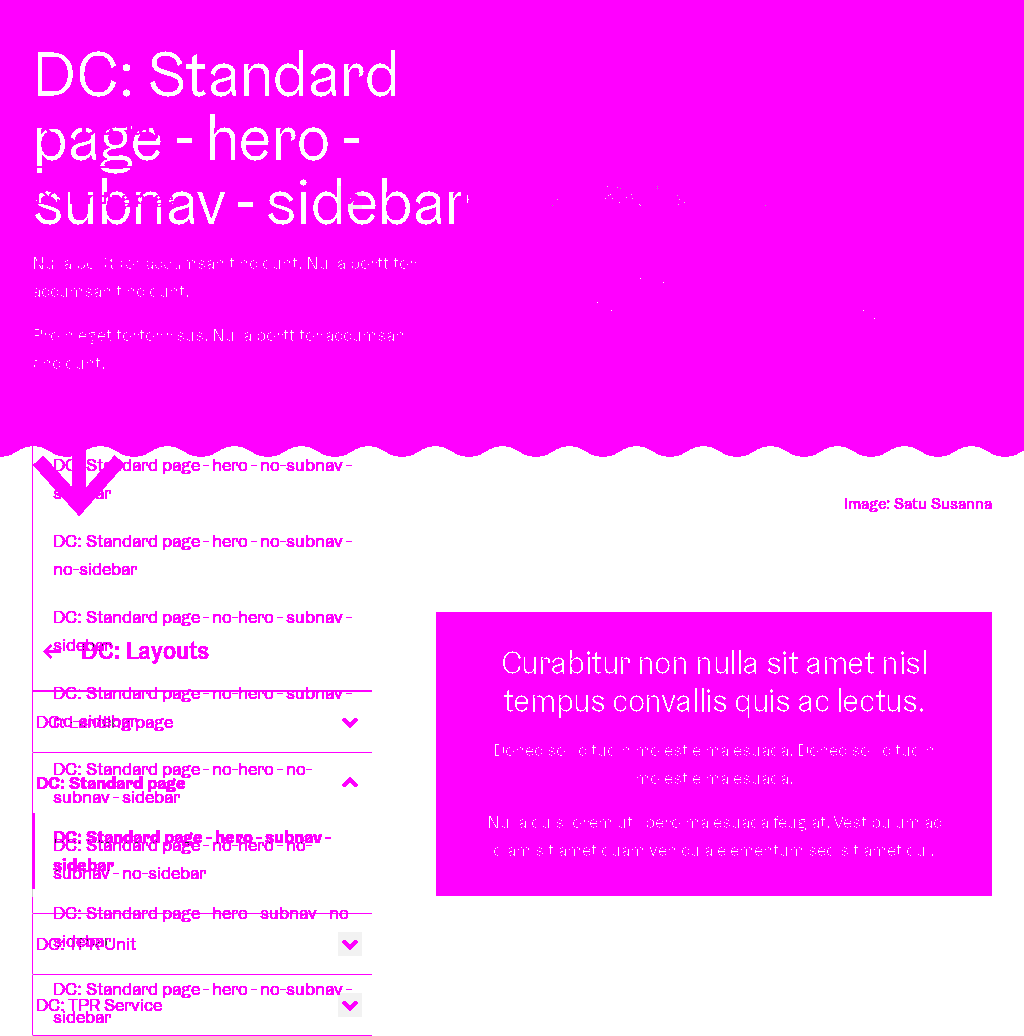 DC: Standard
page - hero -
subnav - sidebar
Nulla porttitor accumsan tincidunt. Nulla porttitor
accumsan tincidunt.
Proin eget tortor risus. Nulla porttitor accumsan
tincidunt.
DC: Standard page - hero - no-subnav -
sidebar
Image: Satu Susanna
DC: Standard page - hero - no-subnav -
no-sidebar
DC: Standard page - no-hero - subnav -
sidebar
DC: Layouts
DC: Standard page - no-hero - subnav -
no-sidebar
DC: Landing page
DC: Standard page - no-hero - no-
DC: Standard page
subnav - sidebar
DC: Standard page - hero - subnav -
DC: Standard page - no-hero - no-
sidebar
subnav - no-sidebar
DC: Standard page hero subnav no
sidebar
DC: TPR Unit
DC: Standard page - hero - no-subnav -
DC: TPR Service
sidebar
Curabitur non nulla sit amet nisl
tempus convallis quis ac lectus.
Donec sollicitudin molestie malesuada. Donec sollicitudin
molestie malesuada.
Nulla quis lorem ut libero malesuada feugiat. Vestibulum ac
diam sit amet quam vehicula elementum sed sit amet dui.